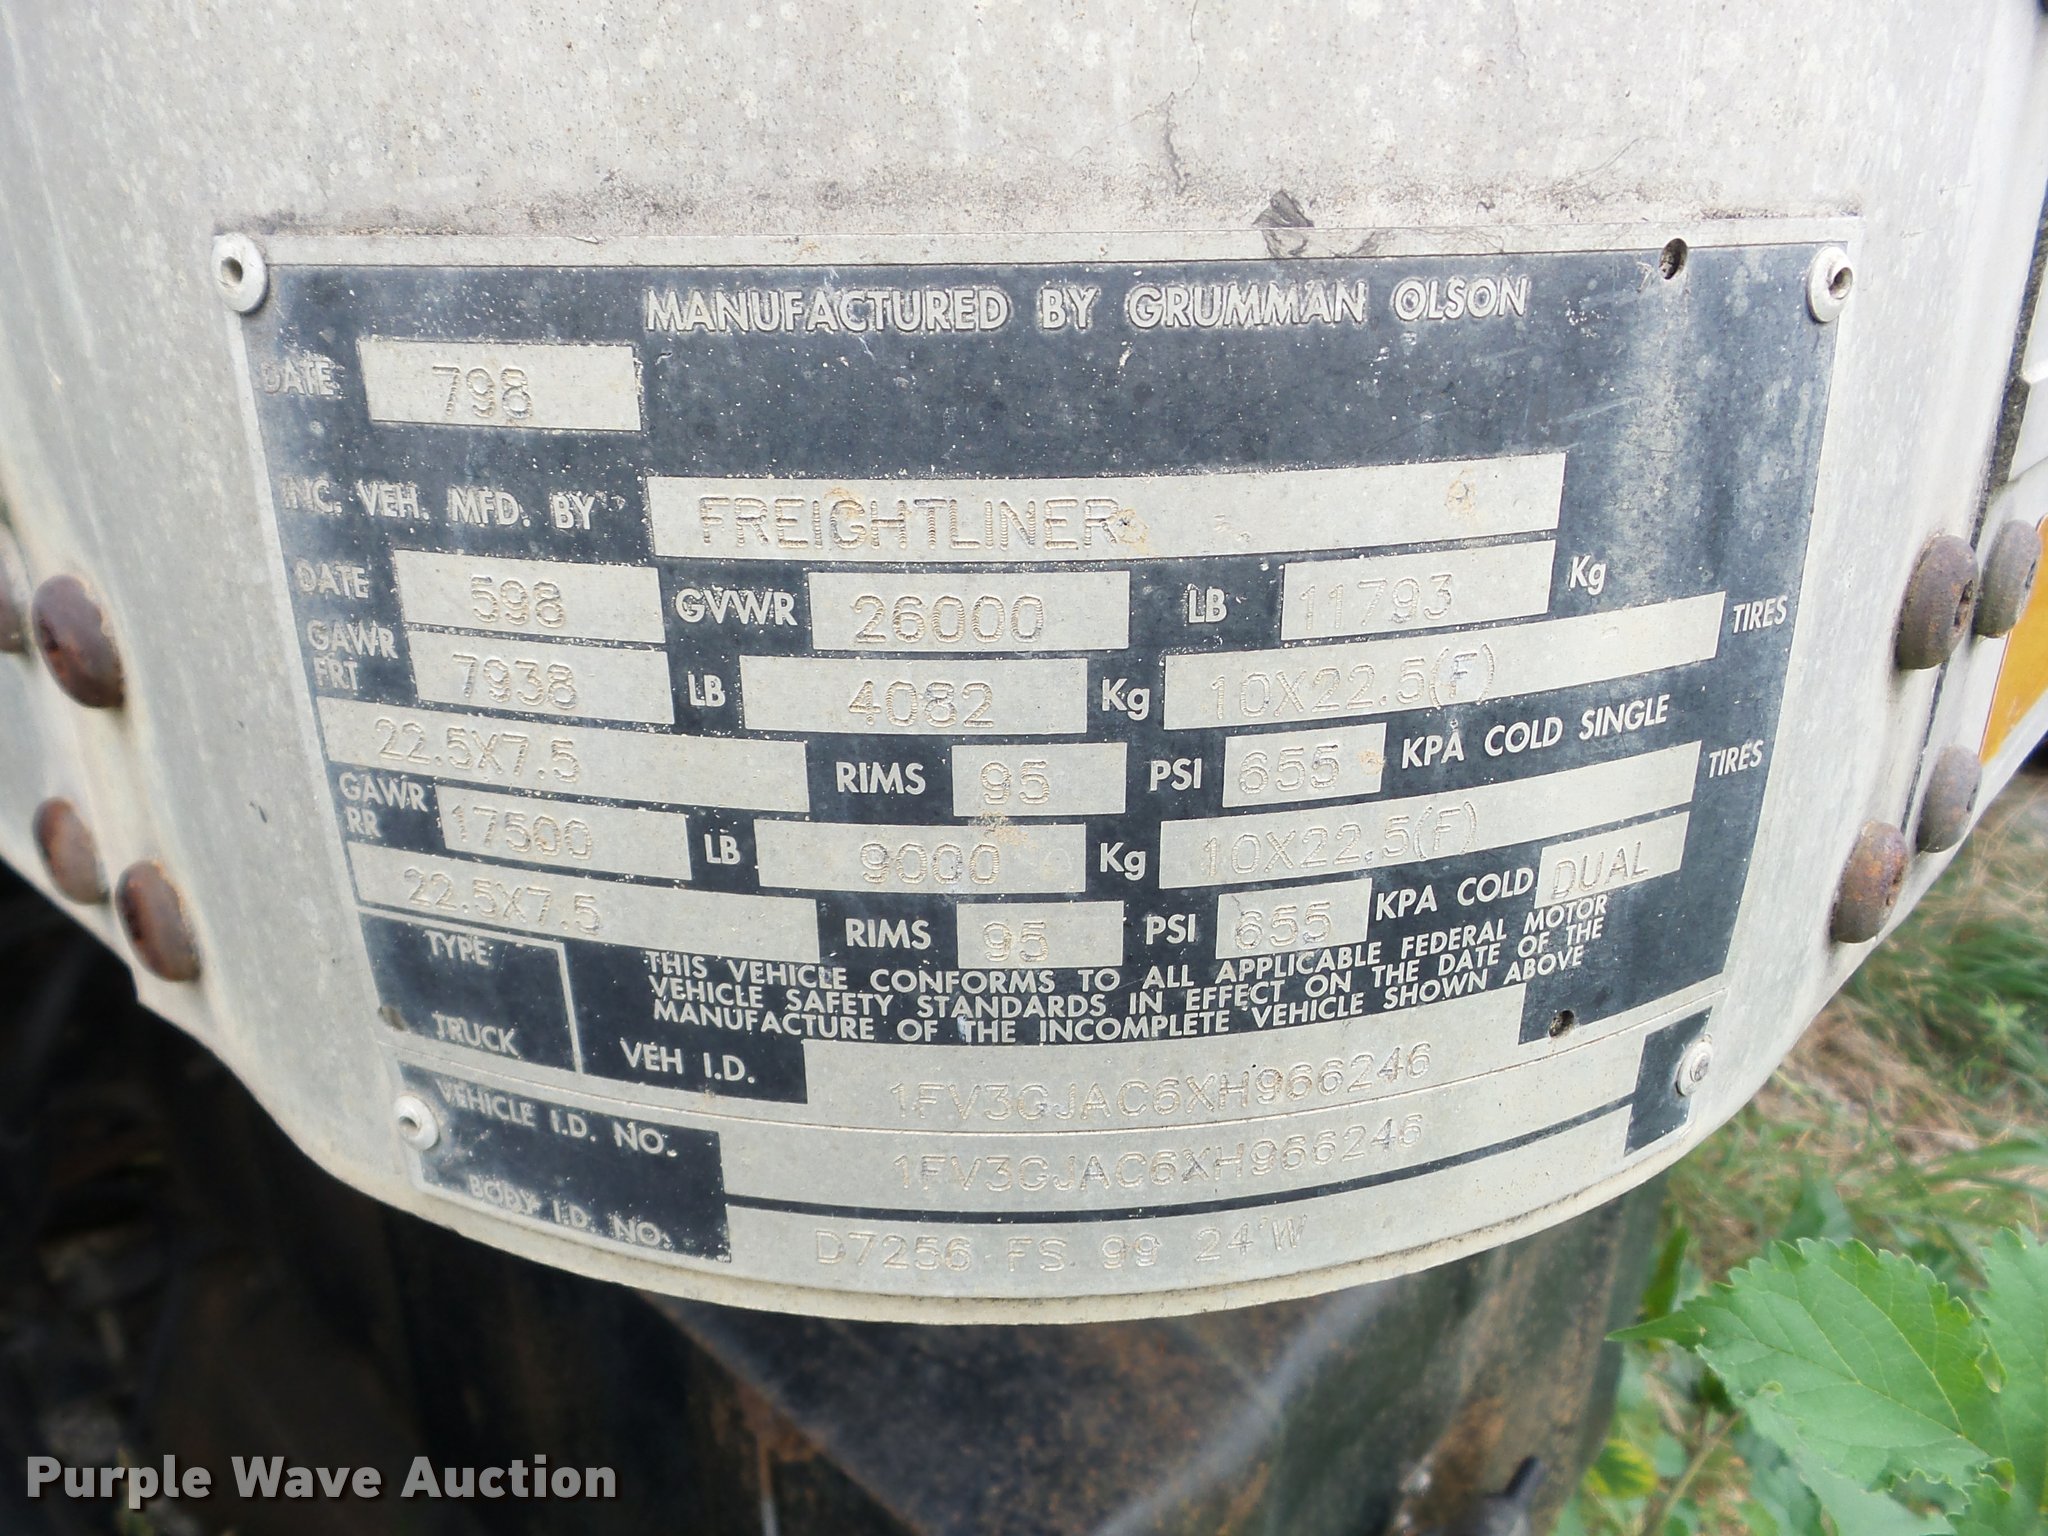 MANUFACTURED BY GRUMMAN OLSON
DATE 798
INC. VEH. MFD. BY FREIGHTLINER
DATE 598 GVWR 26000 LB 11793 Kg
GAWR FRT 7938 LB 4082 Kg 10X22.5(F) TIRES
22.5X7.5 RIMS 95 PSI 655 KPA COLD SINGLE
GAWR RR 17500 LB 9000 Kg 10X22.5(F) TIRES
22.5X7.5 RIMS 95 PSI 655 KPA COLD DUAL
TYPE
TRUCK
THIS VEHICLE CONFORMS TO ALL APPLICABLE FEDERAL MOTOR
VEHICLE SAFETY STANDARDS IN EFFECT ON THE DATE OF THE
MANUFACTURE OF THE INCOMPLETE VEHICLE SHOWN ABOVE
VEH I.D. 1FV3GJAC6XH966246
VEHICLE I.D. NO. 1FV3GJAC6XH966246
BODY I.D. NO. D7256 FS 99 24'W
Purple Wave Auction